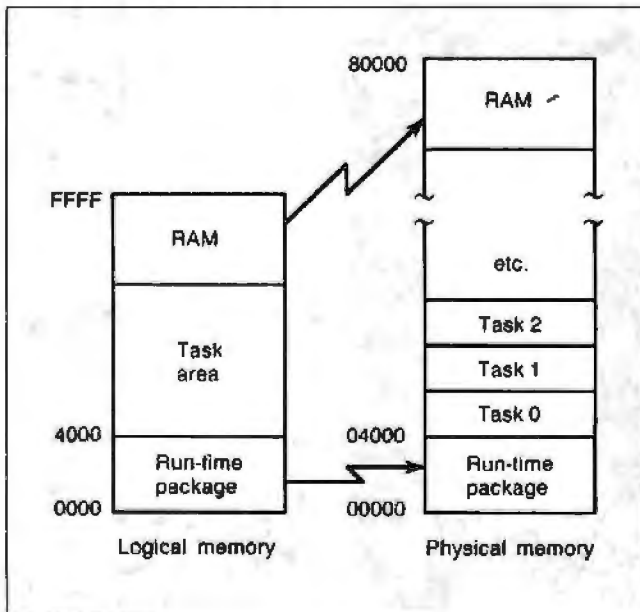 80000
RAM
FFFF
RAM
etc.
Task 2
Task
area
Task 1
Task 0
4000
04000
Run-time
package
Run-time
package
0000
00000
Logical memory
Physical memory